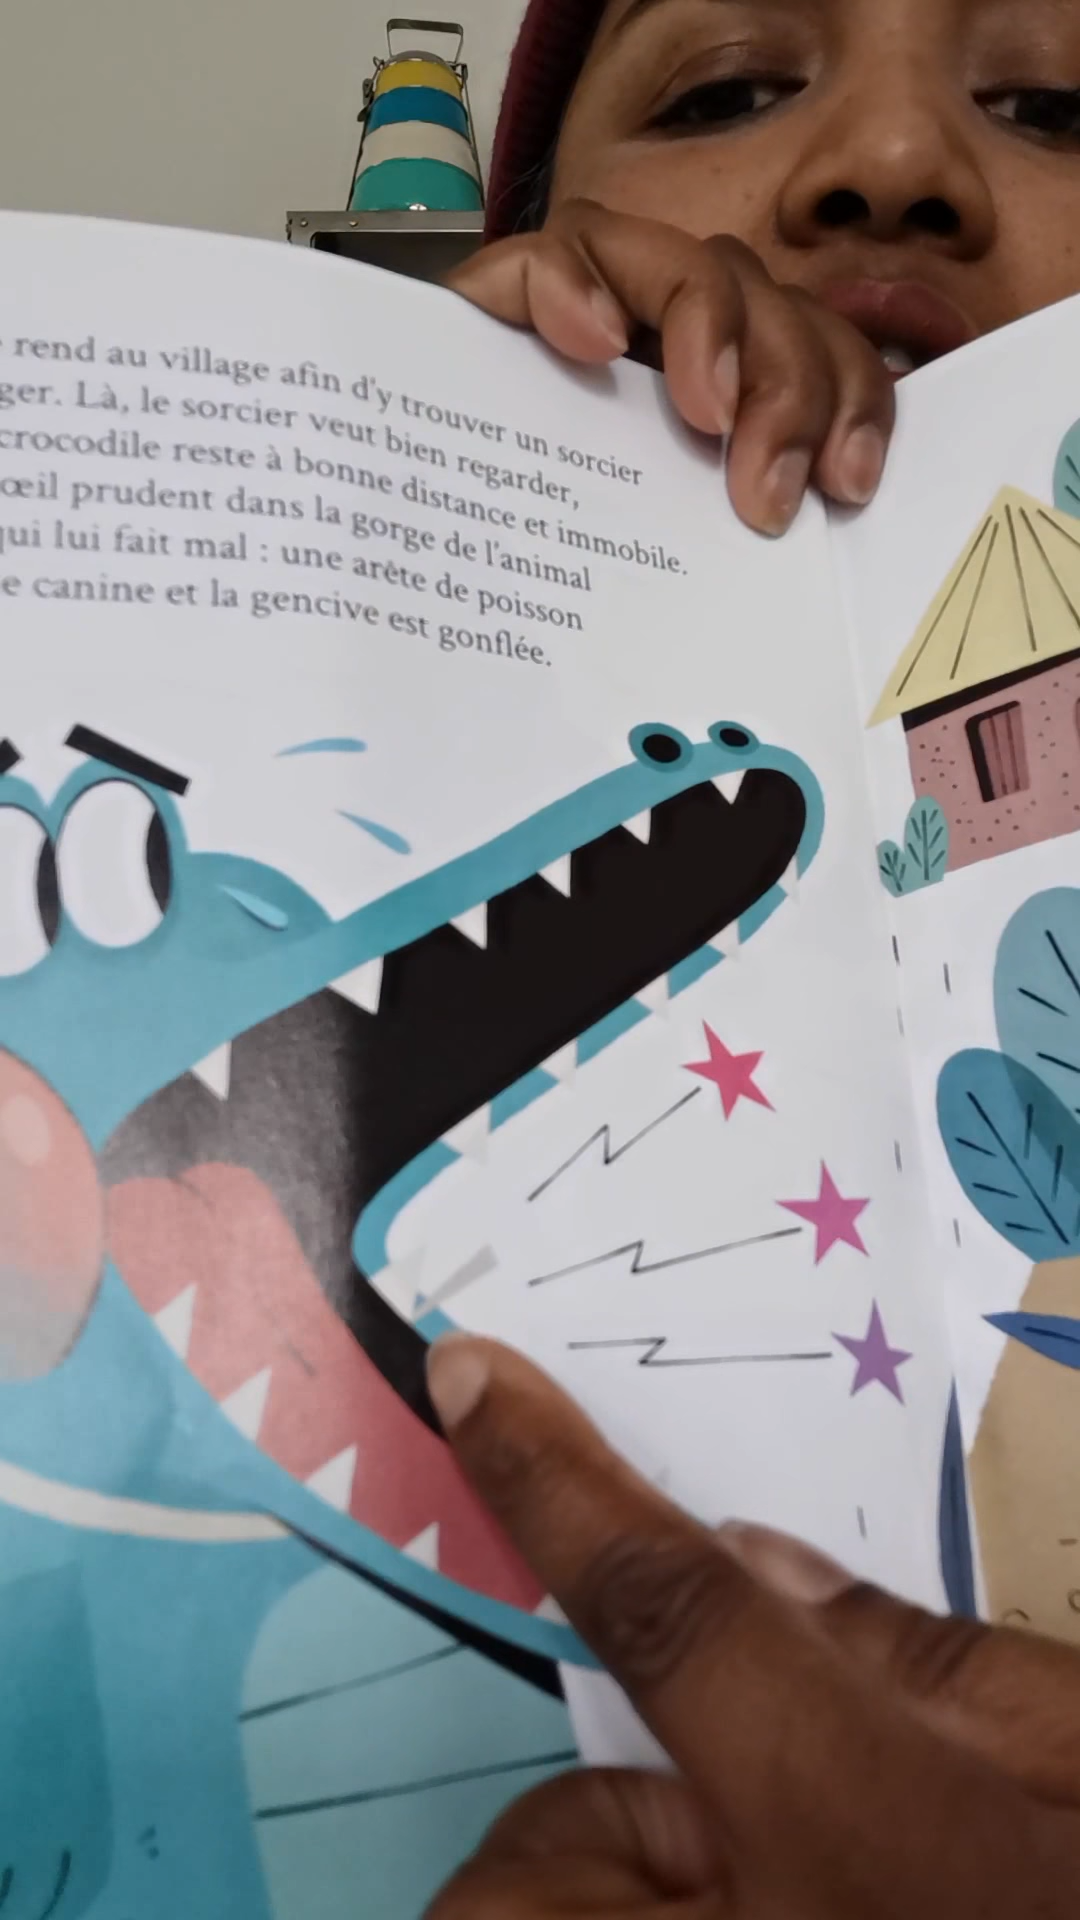 rend au village afin d'y trouver un sorcier
ger. Là, le sorcier veut bien regarder,
crocodile reste à bonne distance et immobile.
œil prudent dans la gorge de l'animal
qui lui fait mal : une arête de poisson
e canine et la gencive est gonflée.